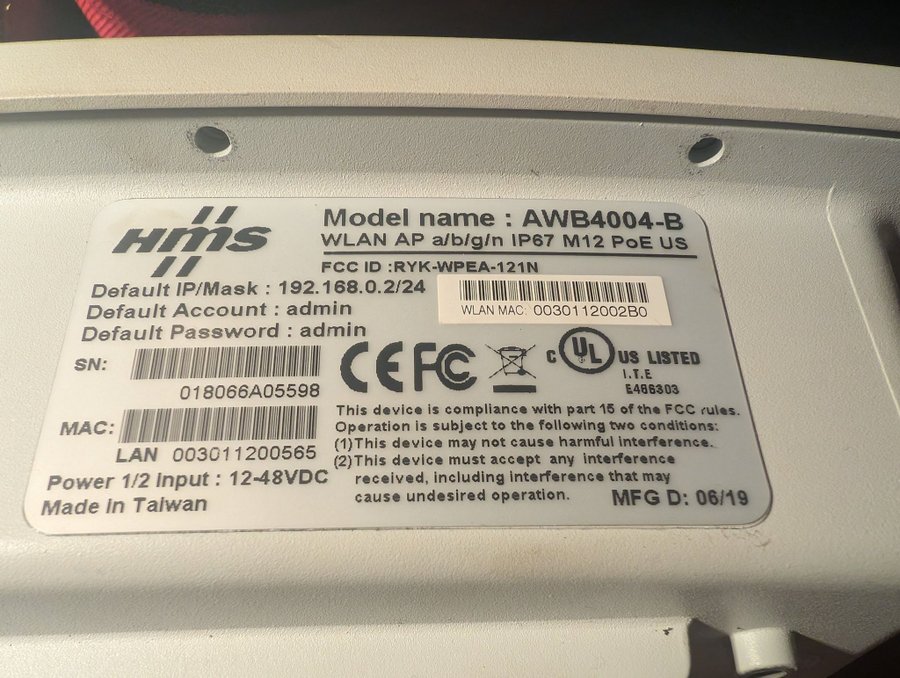 HMS
Model name : AWB4004-B
WLAN AP a/b/g/n IP67 M12 PoE US
FCC ID :RYK-WPEA-121N
Default IP/Mask : 192.168.0.2/24
Default Account : admin
Default Password : admin
WLAN MAC: 0030112002B0
SN:
018066A05598
MAC:
LAN 003011200565
Power 1/2 Input : 12-48VDC
Made in Taiwan
CE FC
C UL US LISTED
I.T.E
E466303
This device is compliance with part 15 of the FCC rules.
Operation is subject to the following two conditions:
(1)This device may not cause harmful interference.
(2)This device must accept any interference
received, including interference that may
cause undesired operation.
MFG D: 06/19